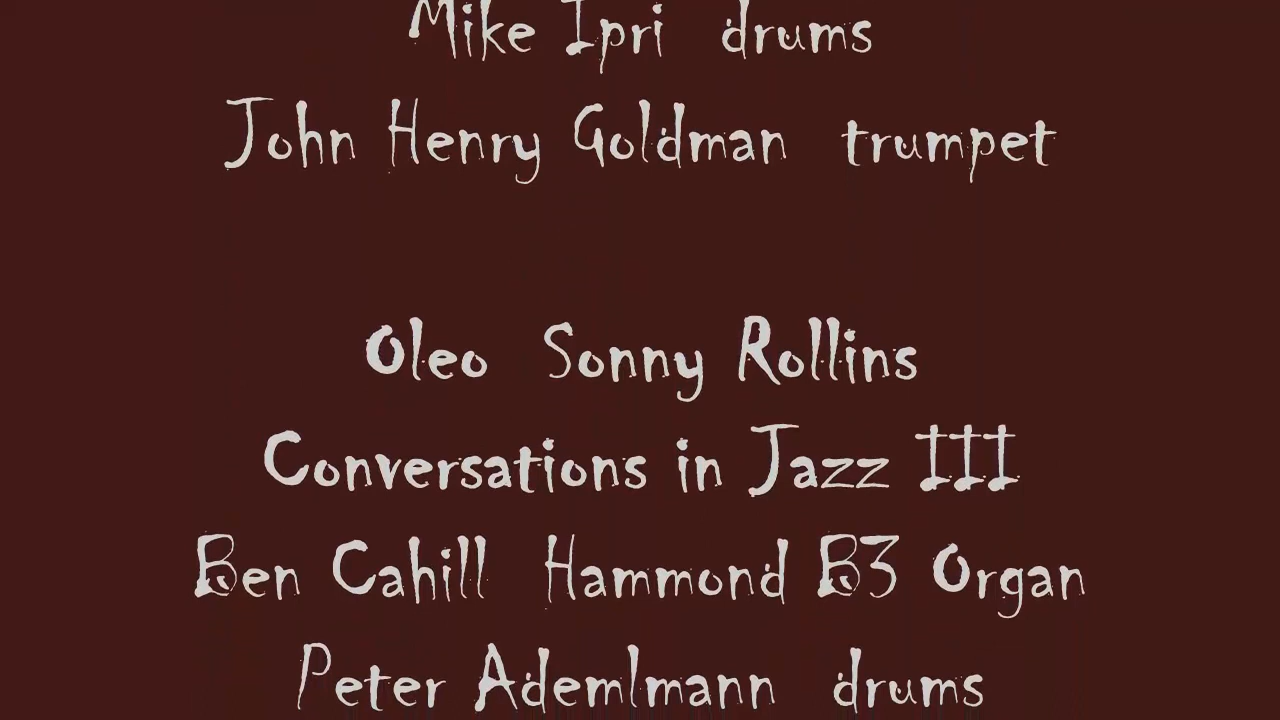 Mike Ipri drums
John Henry Goldman trumpet
Oleo Sonny Rollins
Conversations in Jazz III
Ben Cahill Hammond B3 Organ
Peter Ademlmann drums